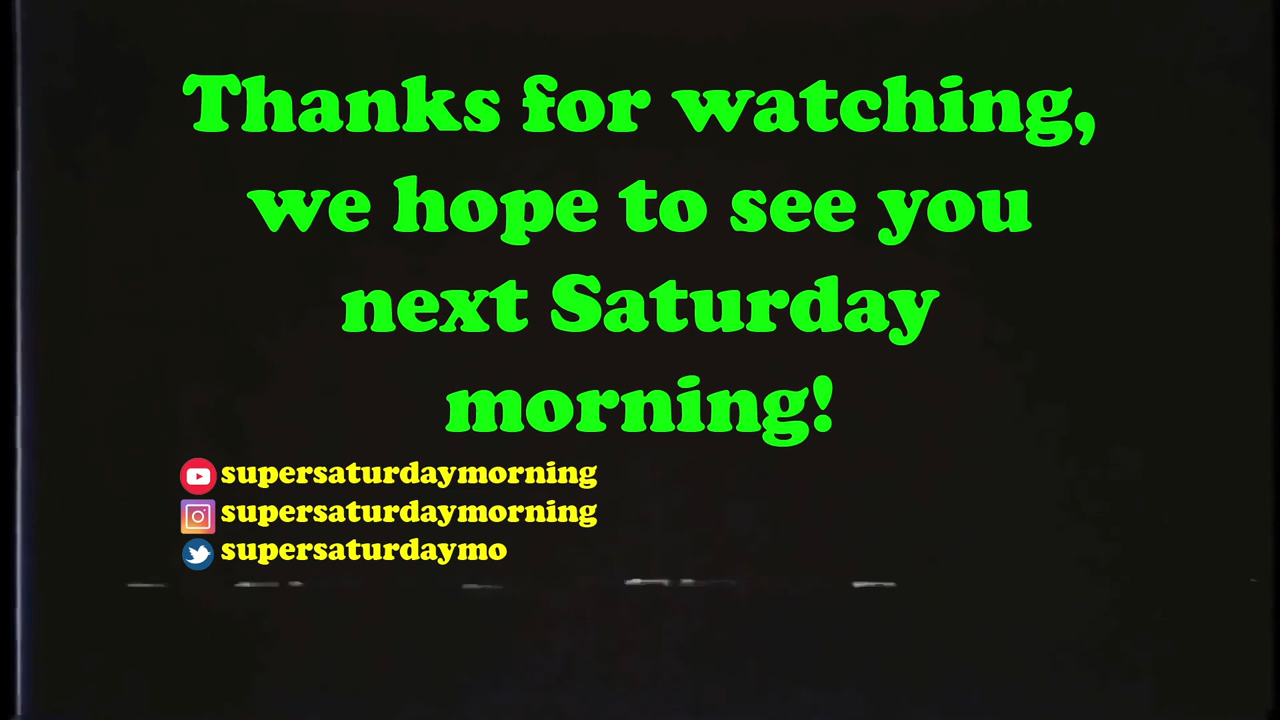 Thanks for watching,
we hope to see you
next Saturday
morning!
supersaturdaymorning
supersaturdaymorning
supersaturdaymo